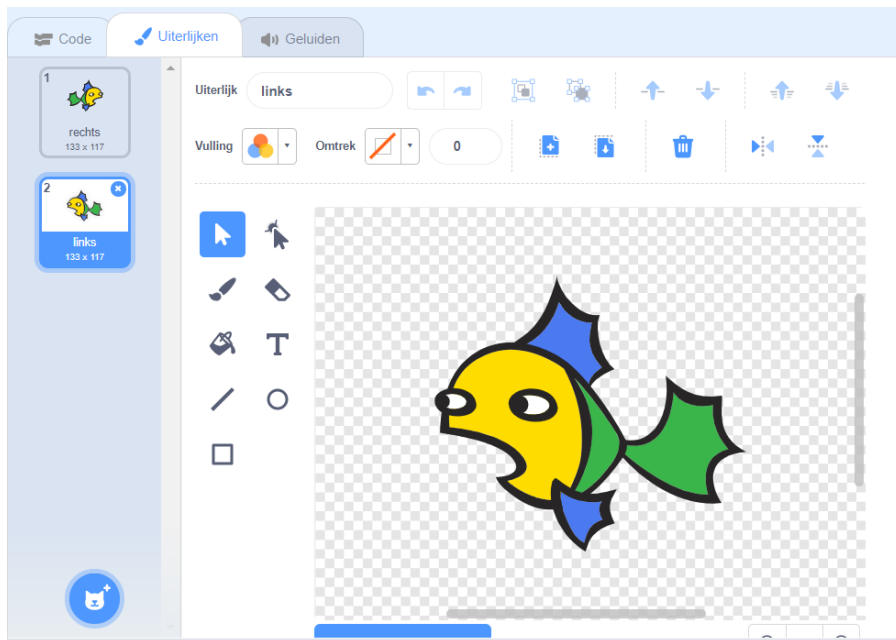 Code
Uiterlijken
Geluiden
1
rechts
133 x 117
2
links
133 x 117
Uiterlijk
links
Vulling
Omtrek
0
T